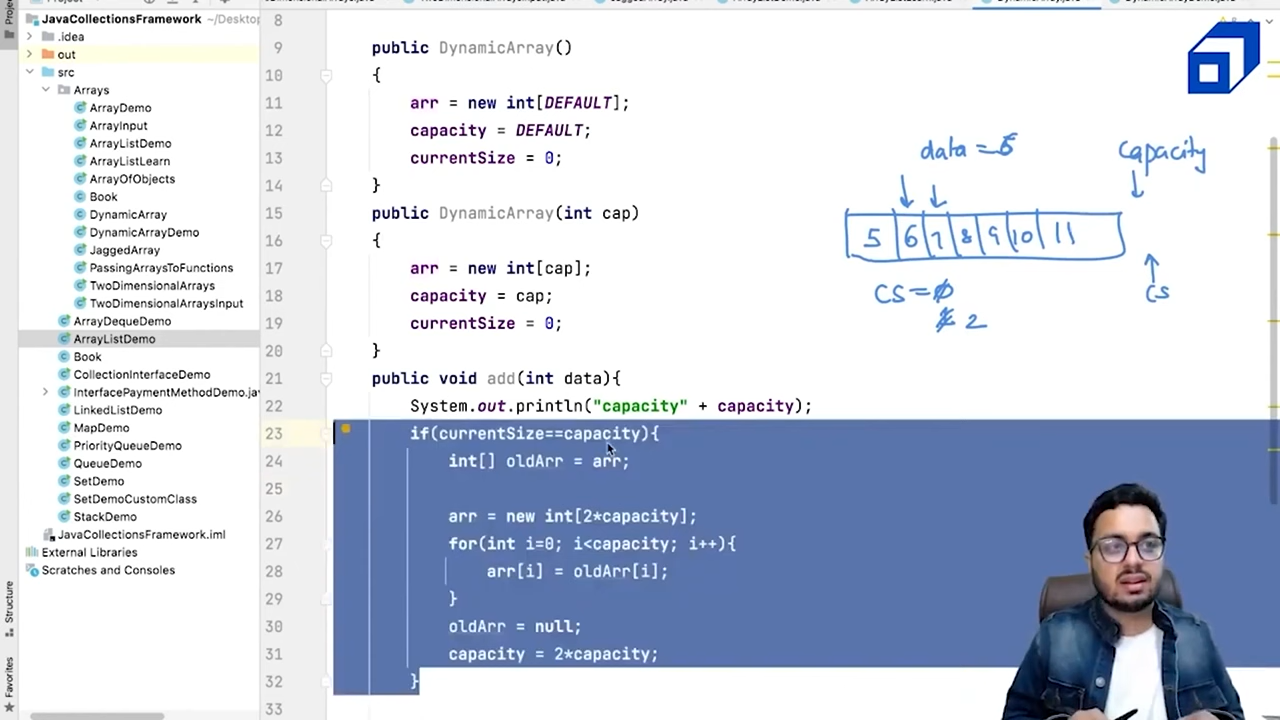 Project
JavaCollectionsFramework ~/Desktop
.idea
out
src
Arrays
ArrayDemo
ArrayInput
ArrayListDemo
ArrayListLearn
ArrayOfObjects
Book
DynamicArray
DynamicArrayDemo
JaggedArray
PassingArraysToFunctions
TwoDimensionalArrays
TwoDimensionalArraysInput
ArrayDequeDemo
ArrayListDemo
Book
CollectionInterfaceDemo
InterfacePaymentMethodDemo.jav
LinkedListDemo
MapDemo
PriorityQueueDemo
QueueDemo
SetDemo
SetDemoCustomClass
StackDemo
JavaCollectionsFramework.iml
External Libraries
Scratches and Consoles
Structure
Favorites
8
9 public DynamicArray()
10 {
11 arr = new int[DEFAULT];
12 capacity = DEFAULT;
13 currentSize = 0;
14 }
15 public DynamicArray(int cap)
16 {
17 arr = new int[cap];
18 capacity = cap;
19 currentSize = 0;
20 }
21 public void add(int data){
22 System.out.println("capacity" + capacity);
23 if(currentSize==capacity){
24 int[] oldArr = arr;
25
26 arr = new int[2*capacity];
27 for(int i=0; i<capacity; i++){
28 arr[i] = oldArr[i];
29 }
30 oldArr = null;
31 capacity = 2*capacity;
32 }
33
data =
capacity
5 6 7 8 9 10 11
CS = 0
2
CS